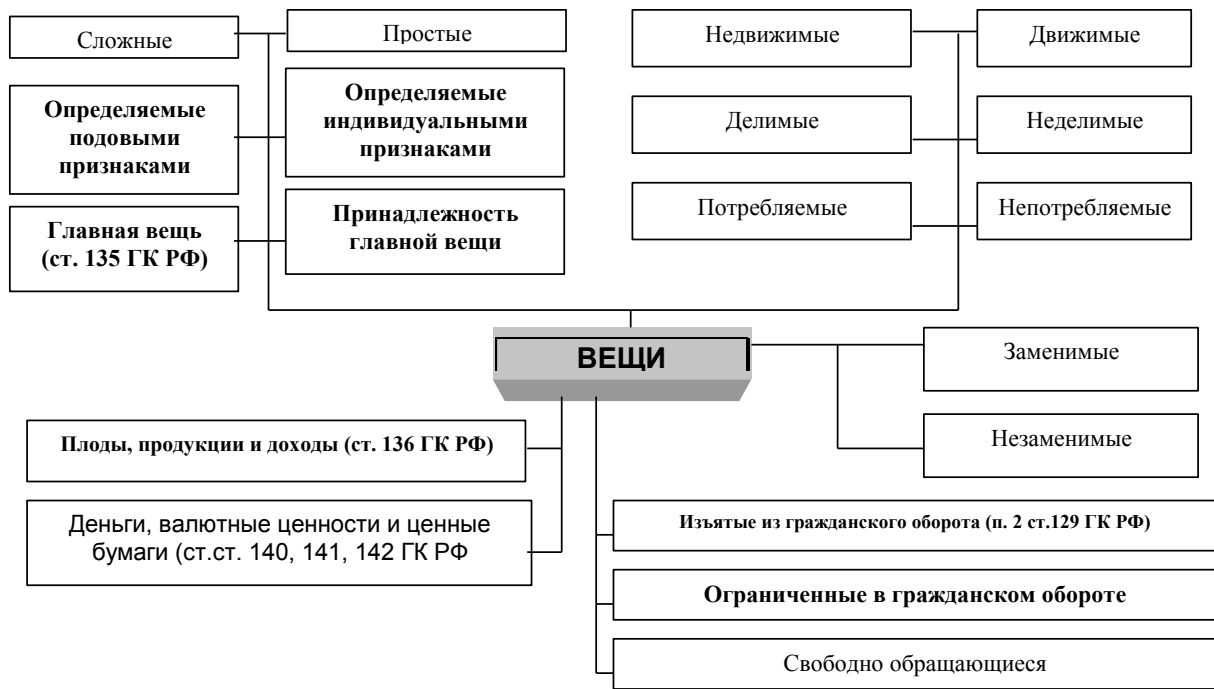 Сложные
Простые
Недвижимые
Движимые
Определяемые
подовыми
признаками
Определяемые
индивидуальными
признаками
Делимые
Неделимые
Главная вещь
(ст. 135 ГК РФ)
Принадлежность
главной вещи
Потребляемые
Непотребляемые
ВЕЩИ
Заменимые
Незаменимые
Плоды, продукции и доходы (ст. 136 ГК РФ)
Деньги, валютные ценности и ценные
бумаги (ст.ст. 140, 141, 142 ГК РФ
Изъятые из гражданского оборота (п. 2 ст.129 ГК РФ)
Ограниченные в гражданском обороте
Свободно обращающиеся